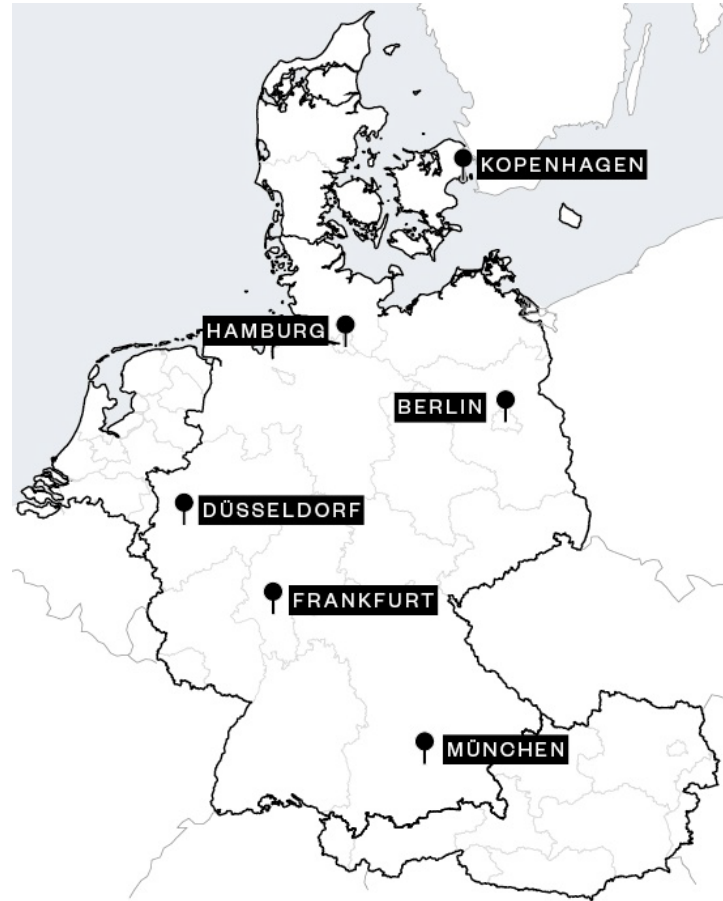 KOPENHAGEN
HAMBURG
BERLIN
DÜSSELDORF
FRANKFURT
MÜNCHEN